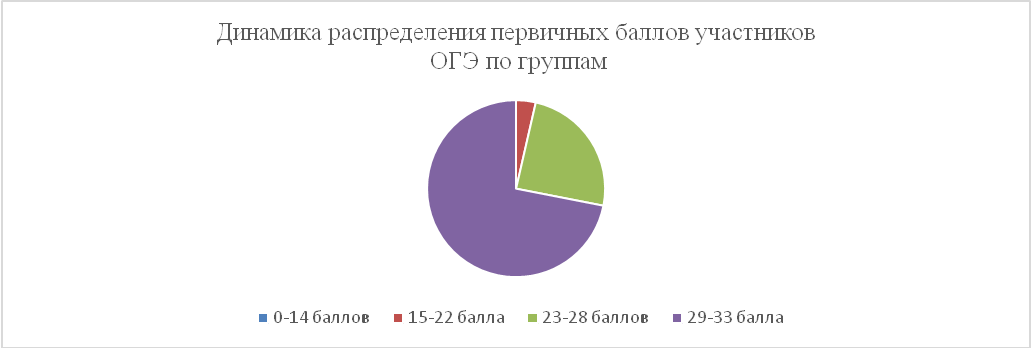 Динамика распределения первичных баллов участников
ОГЭ по группам
0-14 баллов 15-22 балла 23-28 баллов 29-33 балла